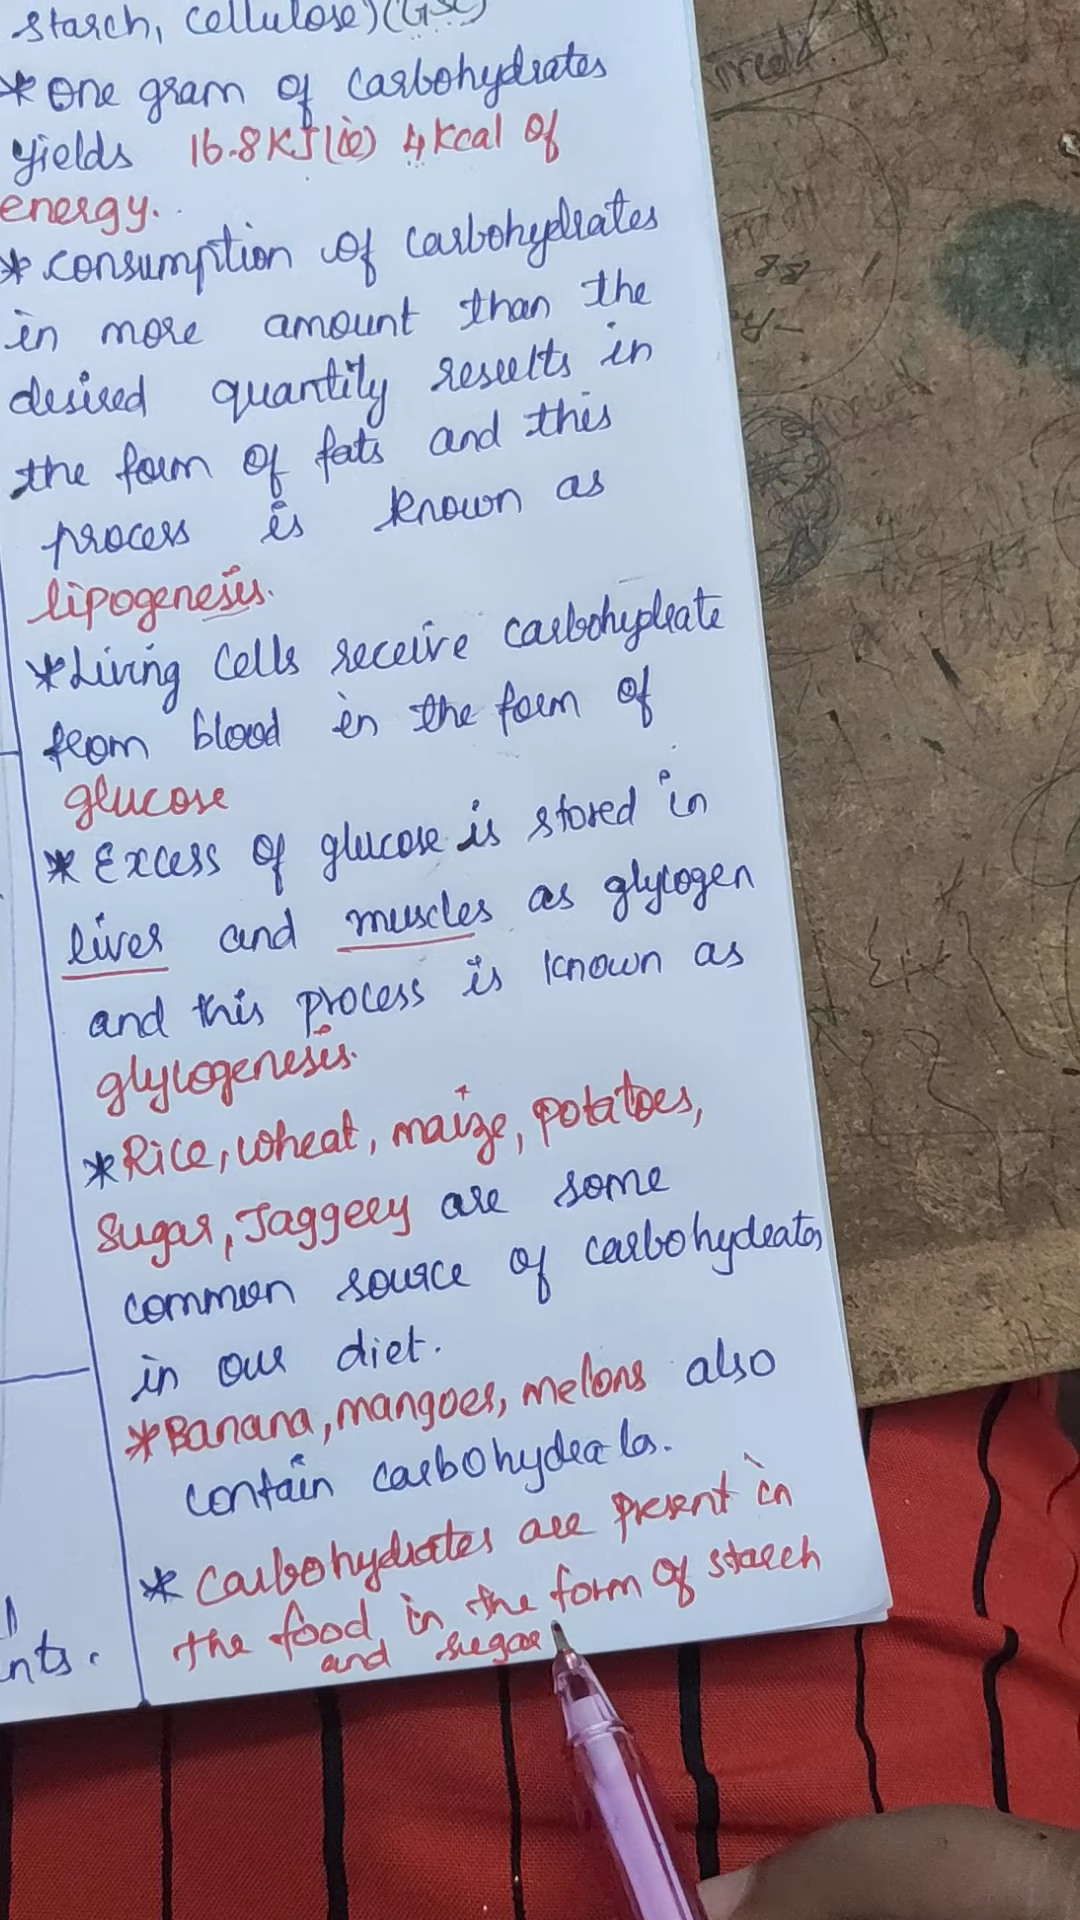 starch, cellulose) (GSC)
* One gram of carbohydrates
yields 16.8KJ (ie) 4 Kcal of
energy.
* consumption of carbohydrates
in more amount than the
desired quantity results in
the form of fats and this
process is known as
lipogenesis.
* Living cells receive carbohydrate
from blood in the form of
glucose
* Excess of glucose is stored in
liver and muscles as glycogen
and this process is known as
glycogenesis.
* Rice, wheat, maize, potatoes,
Sugar, Jaggery are some
common source of carbohydrates
in our diet.
* Banana, mangoes, melons also
contain carbohydrates.
* Carbohydrates are present in
the food in the form of starch
and sugar
nts.